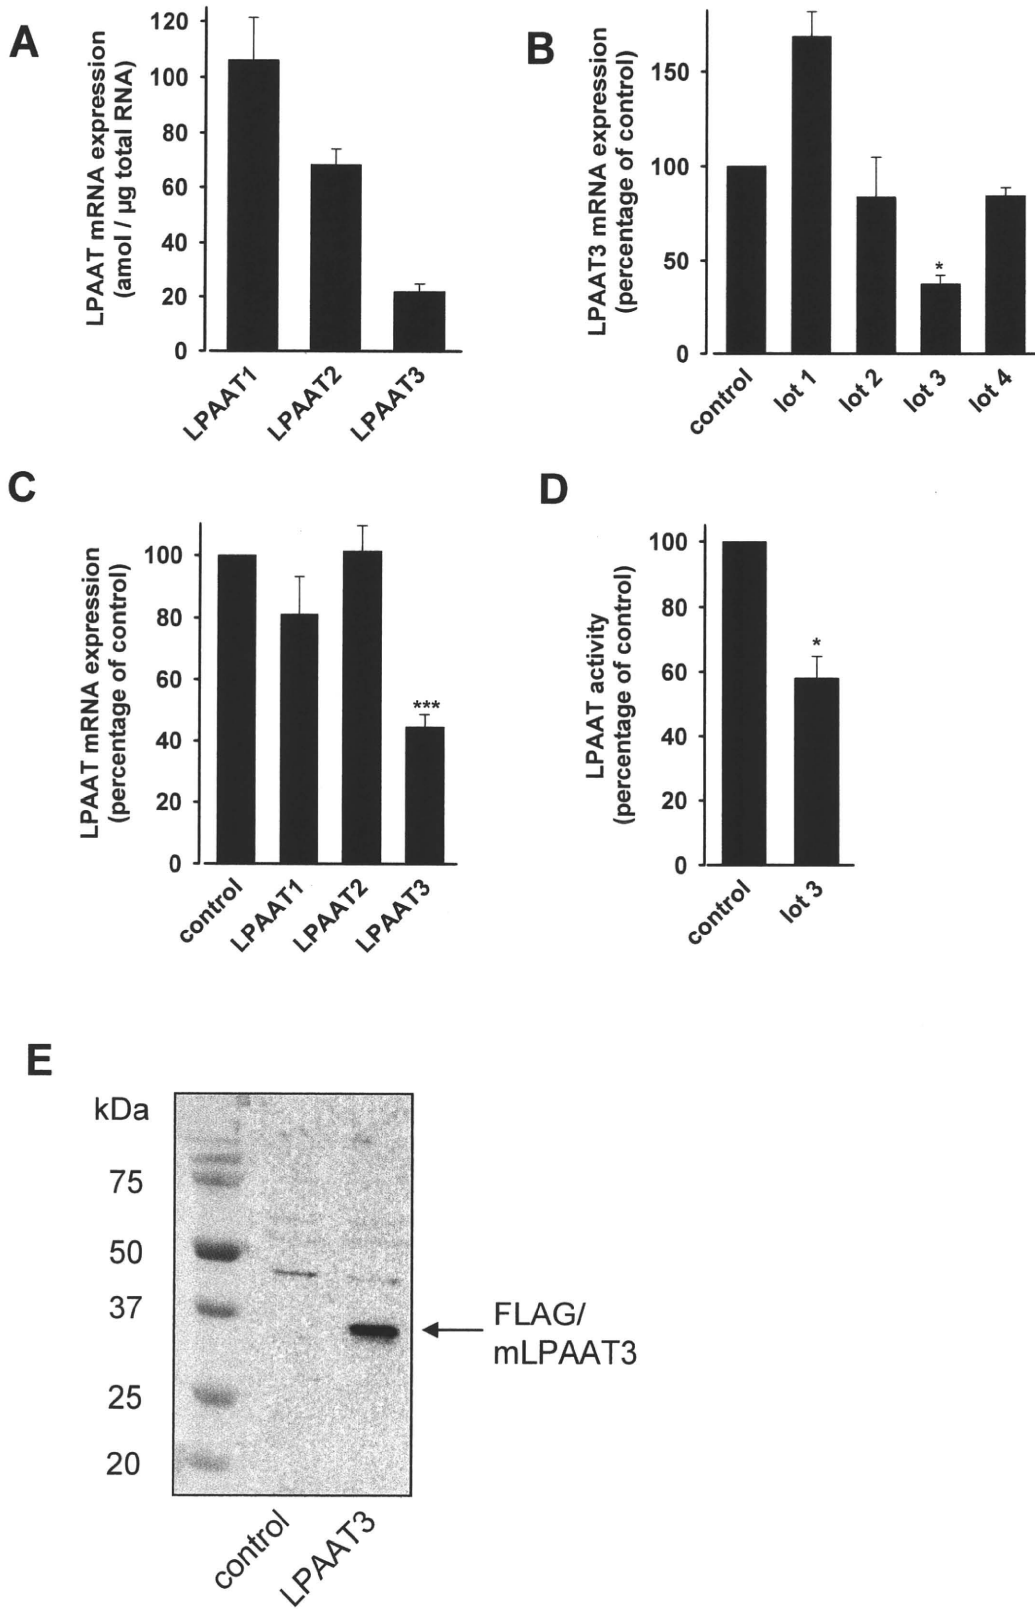 A
LPAAT mRNA expression
(amol / µg total RNA)
120
100
80
60
40
20
0
LPAAT1
LPAAT2
LPAAT3
B
LPAAT3 mRNA expression
(percentage of control)
150
100
50
0
*
control
lot 1
lot 2
lot 3
lot 4
C
LPAAT mRNA expression
(percentage of control)
100
80
60
40
20
0
***
control
LPAAT1
LPAAT2
LPAAT3
D
LPAAT activity
(percentage of control)
100
80
60
40
20
0
*
control
lot 3
E
kDa
75
50
37
25
20
FLAG/
mLPAAT3
control
LPAAT3